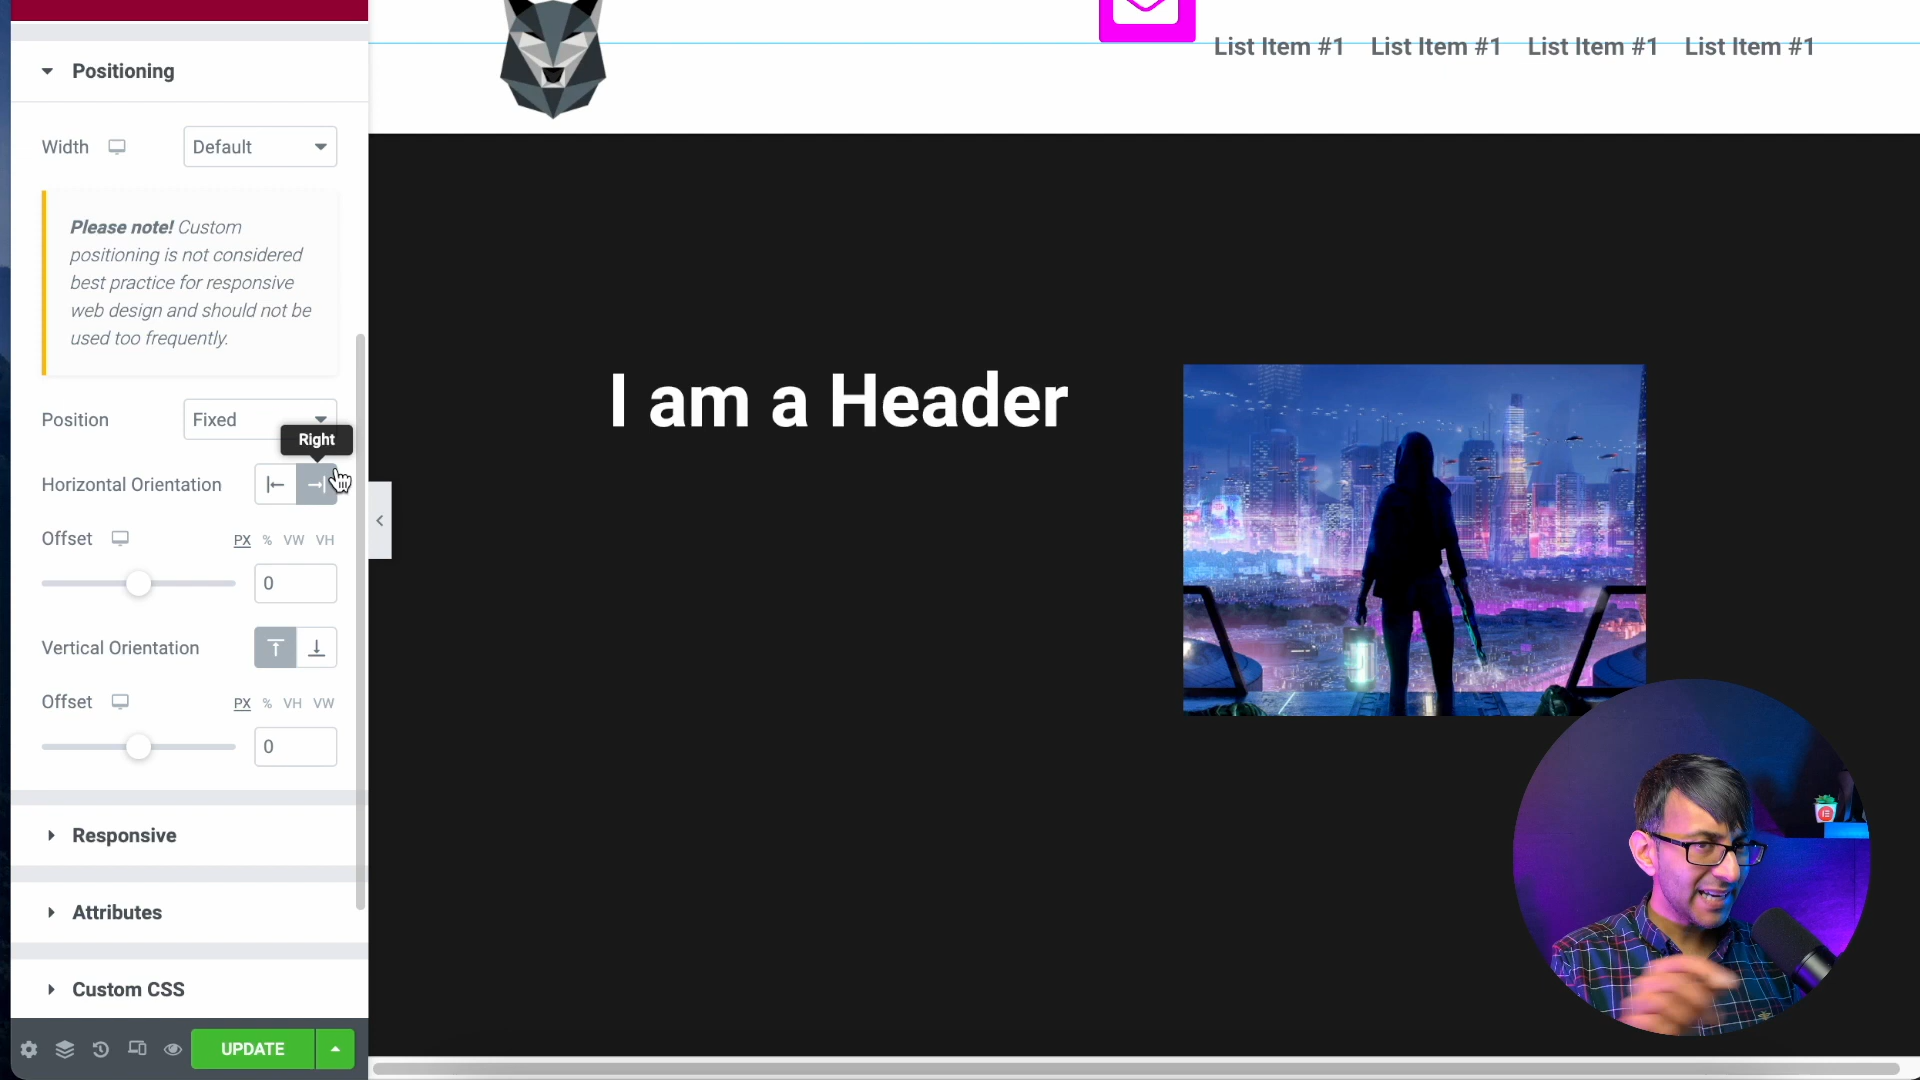 Positioning
Width
Default
Please note! Custom
positioning is not considered
best practice for responsive
web design and should not be
used too frequently.
Position
Fixed
Right
Horizontal Orientation
Offset
PX % VW VH
0
Vertical Orientation
Offset
PX % VH VW
0
Responsive
Attributes
Custom CSS
UPDATE
List Item #1 List Item #1 List Item #1 List Item #1
I am a Header